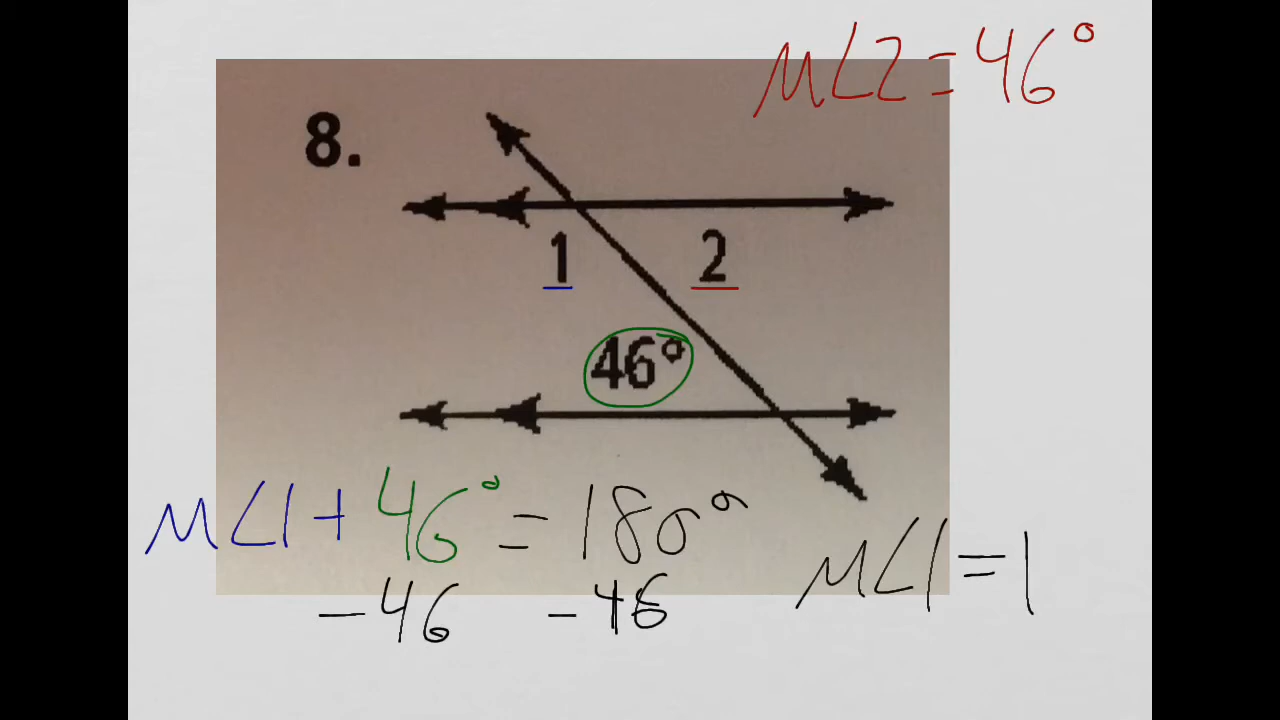 m∠2 = 46°
8.
1 2
46°
m∠1 + 46° = 180°
-46 -46
m∠1 = 1